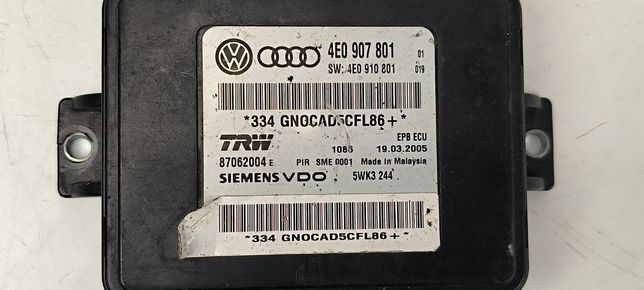 4E0 907 801 01
SW: 4E0 910 801 019
*334 GNOCAD5CFL86+*
TRW EPB ECU
1086 19.03.2005
87062004 E PIR SME 0001 Made in Malaysia
SIEMENS VDO 5WK3 244
*334 GNOCAD5CFL86+*